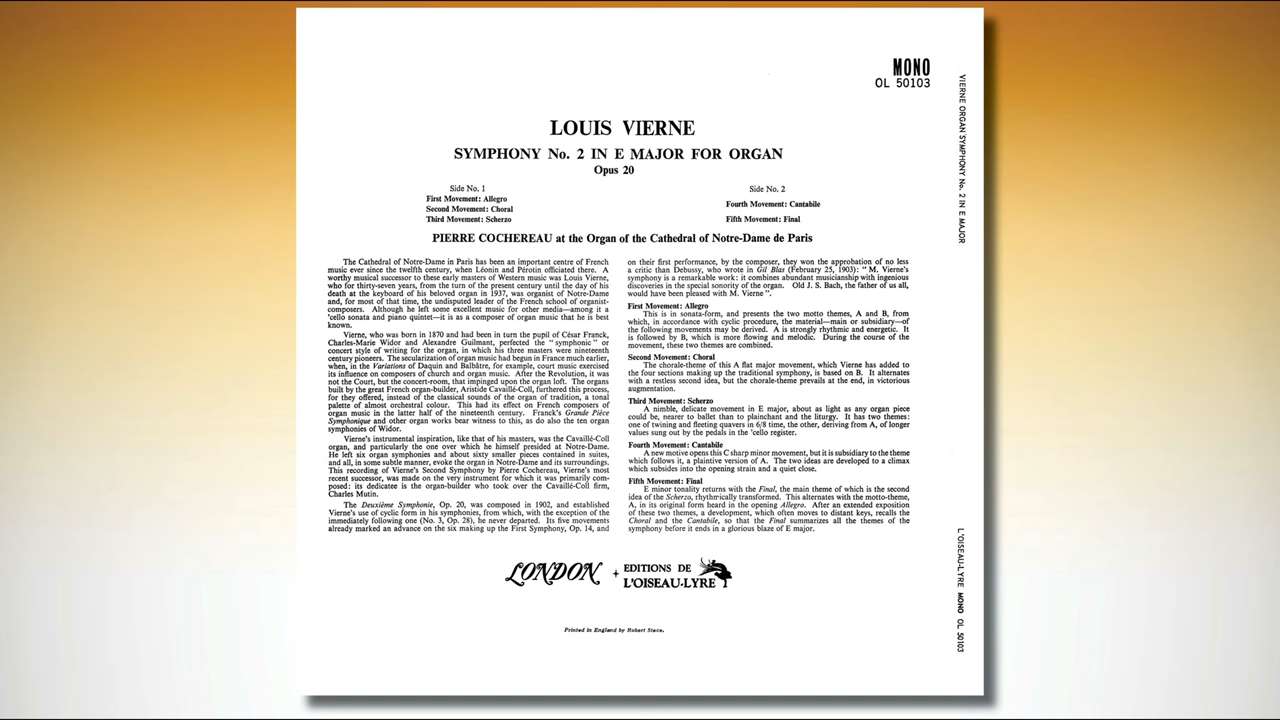 MONO
OL 50103
LOUIS VIERNE
SYMPHONY No. 2 IN E MAJOR FOR ORGAN
Opus 20
Side No. 1
First Movement: Allegro
Second Movement: Choral
Third Movement: Scherzo
Side No. 2
Fourth Movement: Cantabile
Fifth Movement: Final
PIERRE COCHEREAU at the Organ of the Cathedral of Notre-Dame de Paris
The Cathedral of Notre-Dame in Paris has been an important centre of French
music ever since the twelfth century, when Léonin and Pérotin officiated there. A
worthy musical successor to these early masters of Western music was Louis Vierne,
who for thirty-seven years, from the turn of the present century until the day of his
death at the keyboard of his beloved organ in 1937, was organist of Notre-Dame
and, for most of that time, the undisputed leader of the French school of organist-
composers. Although he left some excellent music for other media—among it a
'cello sonata and piano quintet—it is as a composer of organ music that he is best
known.
Vierne, who was born in 1870 and had been in turn the pupil of César Franck,
Charles-Marie Widor and Alexandre Guilmant, perfected the "symphonic" or
concert style of writing for the organ, in which his three masters were nineteenth
century pioneers. The secularization of organ music had begun in France much earlier,
when, in the Variations of Daquin and Balbâtre, for example, court music exercised
its influence on composers of church and organ music. After the Revolution, it was
not the Court, but the concert-room, that impinged upon the organ loft. The organs
built by the great French organ-builder, Aristide Cavaillé-Coll, furthered this process,
for they offered, instead of the classical sounds of the organ of tradition, a tonal
palette of almost orchestral colour. This had its effect on French composers of
organ music in the latter half of the nineteenth century. Franck's Grande Pièce
Symphonique and other organ works bear witness to this, as do also the ten organ
symphonies of Widor.
Vierne's instrumental inspiration, like that of his masters, was the Cavaillé-Coll
organ, and particularly the one over which he himself presided at Notre-Dame.
He left six organ symphonies and about sixty smaller pieces contained in suites,
and all, in some subtle manner, evoke the organ in Notre-Dame and its surroundings.
This recording of Vierne's Second Symphony by Pierre Cochereau, Vierne's most
recent successor, was made on the very instrument for which it was primarily com-
posed: its dedicatee is the organ-builder who took over the Cavaillé-Coll firm,
Charles Mutin.
The Deuxième Symphonie, Op. 20, was composed in 1902, and established
Vierne's use of cyclic form in his symphonies, from which, with the exception of the
immediately following one (No. 3, Op. 28), he never departed. Its five movements
already marked an advance on the six making up the First Symphony, Op. 14, and
on their first performance, by the composer, they won the approbation of no less
a critic than Debussy, who wrote in Gil Blas (February 25, 1903): "M. Vierne's
symphony is a remarkable work: it combines abundant musicianship with ingenious
discoveries in the special sonority of the organ. Old J. S. Bach, the father of us all,
would have been pleased with M. Vierne".
First Movement: Allegro
This is in sonata-form, and presents the two motto themes, A and B, from
which, in accordance with cyclic procedure, the material—main or subsidiary—of
the following movements may be derived. A is strongly rhythmic and energetic. It
is followed by B, which is more flowing and melodic. During the course of the
movement, these two themes are combined.
Second Movement: Choral
The chorale-theme of this A flat major movement, which Vierne has added to
the four sections making up the traditional symphony, is based on B. It alternates
with a restless second idea, but the chorale-theme prevails at the end, in victorious
augmentation.
Third Movement: Scherzo
A nimble, delicate movement in E major, about as light as any organ piece
could be, nearer to ballet than to plainchant and the liturgy. It has two themes:
one of twining and fleeting quavers in 6/8 time, the other, deriving from A, of longer
values sung out by the pedals in the 'cello register.
Fourth Movement: Cantabile
A new motive opens this C sharp minor movement, but it is subsidiary to the theme
which follows it, a plaintive version of A. The two ideas are developed to a climax
which subsides into the opening strain and a quiet close.
Fifth Movement: Final
E minor tonality returns with the Final, the main theme of which is the second
idea of the Scherzo, rhythmically transformed. This alternates with the motto-theme,
A, in its original form heard in the opening Allegro. After an extended exposition
of these two themes, a development, which often moves to distant keys, recalls the
Choral and the Cantabile, so that the Final summarizes all the themes of the
symphony before it ends in a glorious blaze of E major.
LONDON + EDITIONS DE
L'OISEAU-LYRE
Printed in England by Robert Stace.
VIERNE ORGAN SYMPHONY No. 2 IN E MAJOR
L'OISEAU-LYRE MONO OL 50103